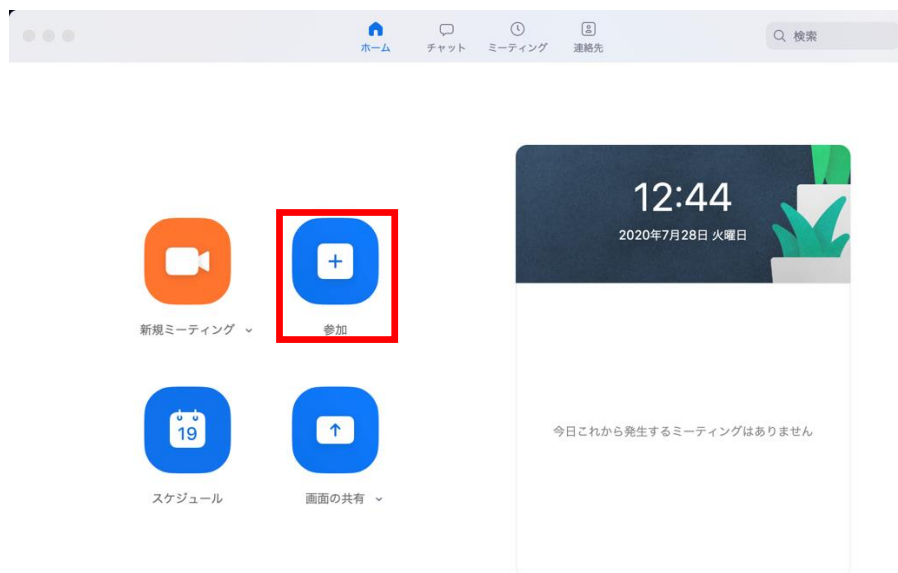 ホーム
チャット
ミーティング
連絡先
検索
12:44
2020年7月28日 火曜日
新規ミーティング
参加
19
スケジュール
画面の共有
今日これから発生するミーティングはありません